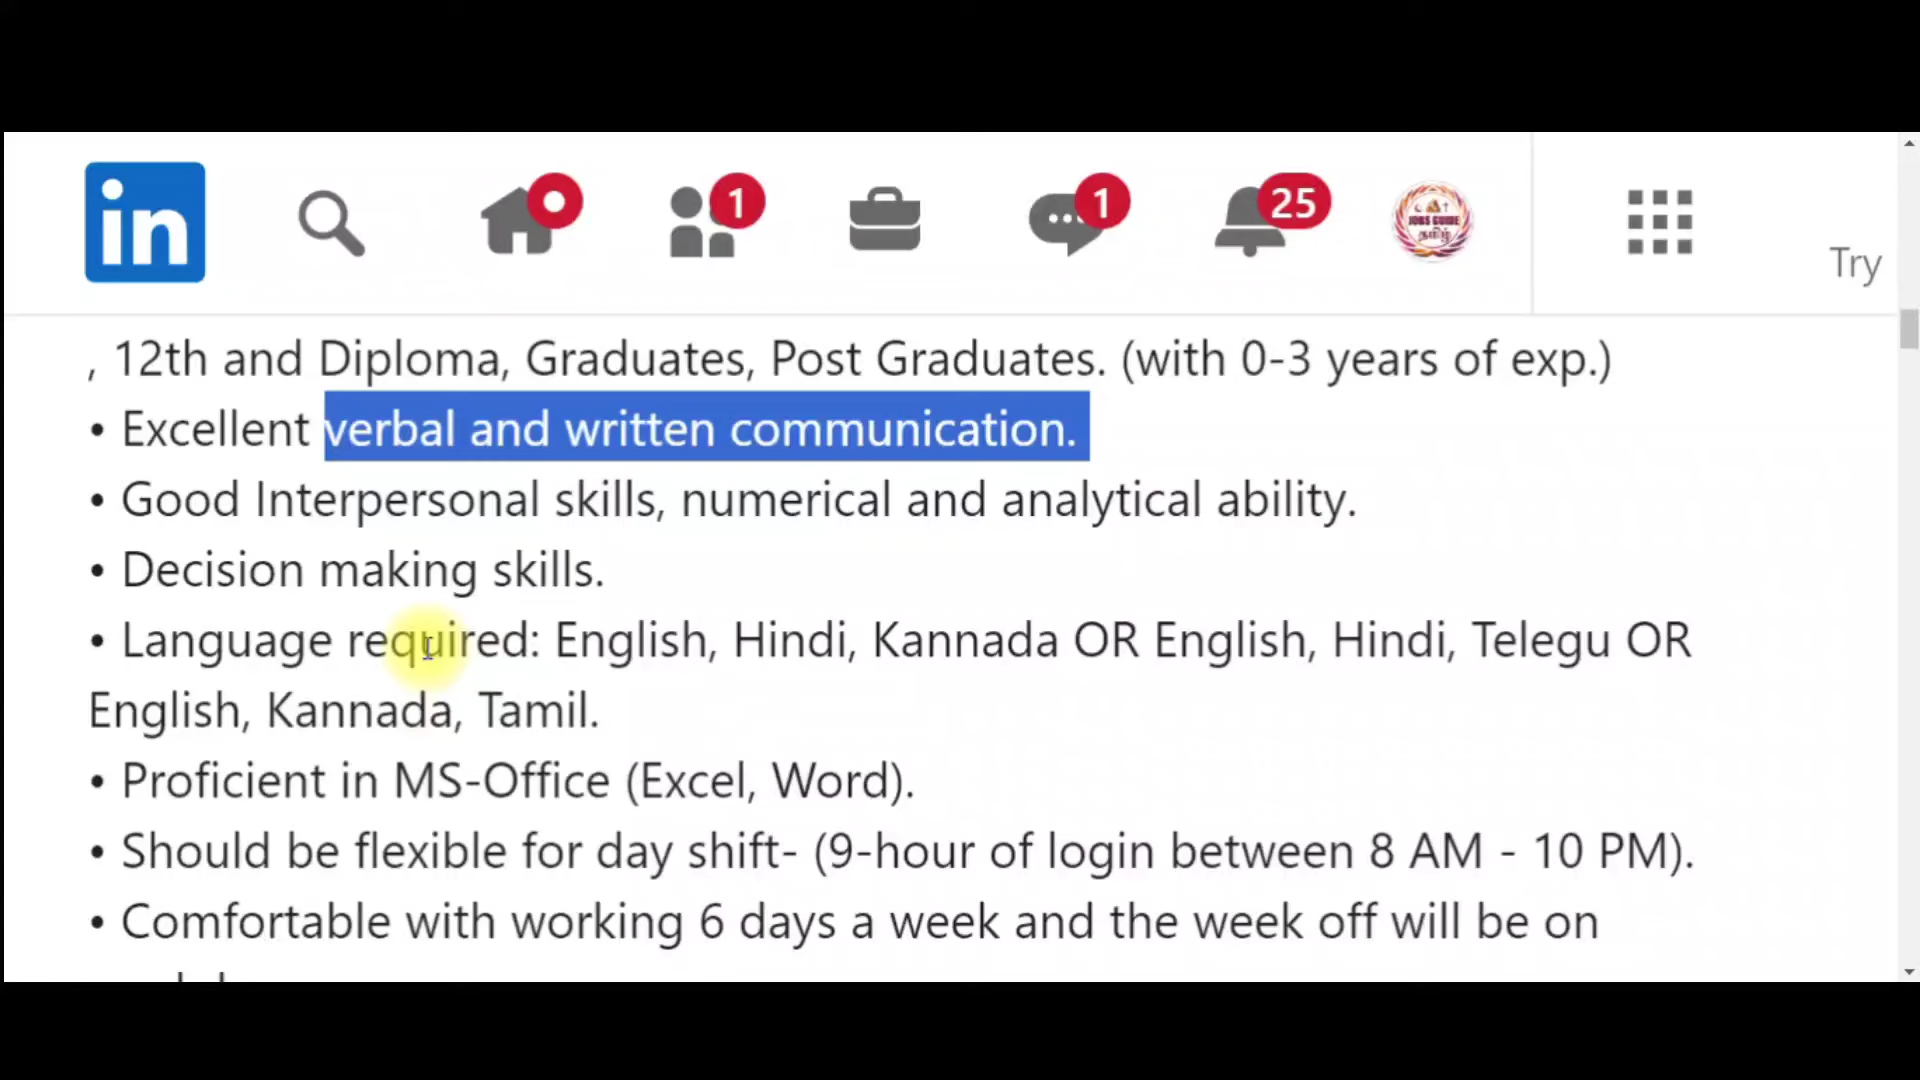 in
1
1
25
JOBS GUIDE
தமிழ்
Try
, 12th and Diploma, Graduates, Post Graduates. (with 0-3 years of exp.)
• Excellent verbal and written communication.
• Good Interpersonal skills, numerical and analytical ability.
• Decision making skills.
• Language required: English, Hindi, Kannada OR English, Hindi, Telegu OR
English, Kannada, Tamil.
• Proficient in MS-Office (Excel, Word).
• Should be flexible for day shift- (9-hour of login between 8 AM - 10 PM).
• Comfortable with working 6 days a week and the week off will be on